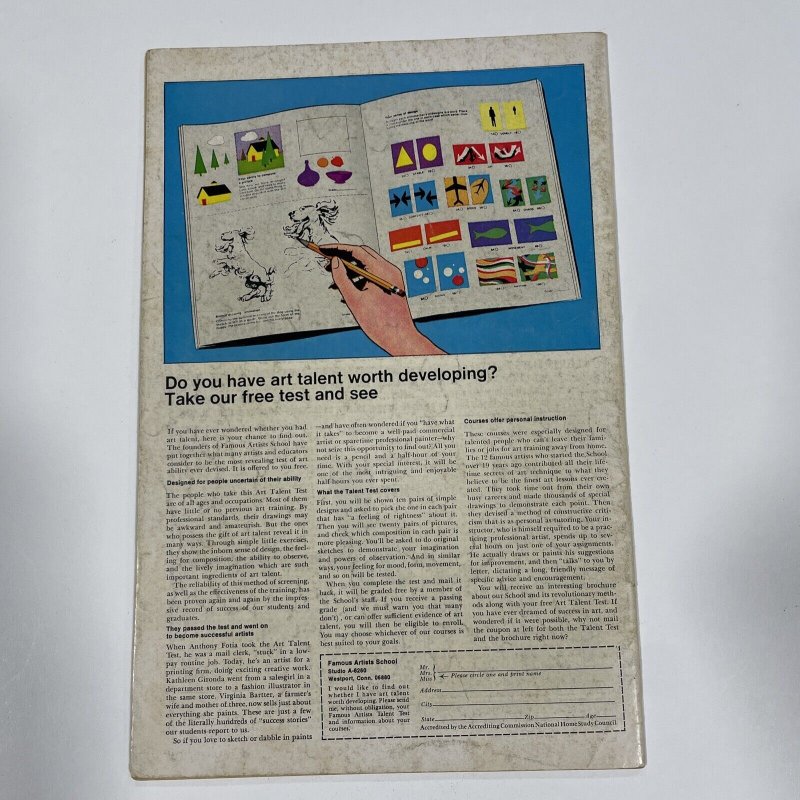 Do you have art talent worth developing?
Take our free test and see
If you have ever wondered whether you had
art talent, here is your chance to find out.
The founders of Famous Artists School have
put together what many artists and educators
consider to be the most revealing test of art
ability ever devised. It is offered to you free.
Designed for people uncertain of their ability
The people who take this Art Talent Test
are of all ages and occupations. Most of them
have little or no previous art training. By
professional standards, their drawings may
be awkward and amateurish. But the ones
who possess the gift of art talent reveal it in
many ways. Through simple little exercises,
they show the inborn sense of design, the feel-
ing for composition, the ability to observe,
and the lively imagination which are such
important ingredients of art talent.
The reliability of this method of screening,
as well as the effectiveness of the training, has
been proven again and again by the impres-
sive record of success of our students and
graduates.
They passed the test and went on
to become successful artists
When Anthony Fotia took the Art Talent
Test, he was a mail clerk, "stuck" in a low-
pay routine job. Today, he's an artist for a
printing firm, doing exciting creative work.
Kathleen Gironda went from a salesgirl in a
department store to a fashion illustrator in
the same store. Virginia Bartter, a farmer's
wife and mother of three, now sells just about
everything she paints. These are just a few
of the literally hundreds of "success stories"
our students report to us.
So if you love to sketch or dabble in paints
—and have often wondered if you "have what
it takes" to become a well-paid commercial
artist or sparetime professional painter—why
not seize this opportunity to find out? All you
need is a pencil and a half-hour of your
time. With your special interest, it will be
one of the most intriguing and enjoyable
half hours you ever spent.
What the Talent Test covers
First, you will be shown ten pairs of simple
designs and asked to pick the one in each pair
that has "a feeling of rightness" about it.
Then you will see twenty pairs of pictures,
and check which composition in each pair is
more pleasing. You'll be asked to do original
sketches to demonstrate your imagination
and powers of observation. And in similar
ways, your feeling for mood, form, movement,
and so on will be tested.
When you complete the test and mail it
back, it will be graded free by a member of
the School's staff. If you receive a passing
grade (and we must warn you that many
don't), or can offer sufficient evidence of art
talent, you will then be eligible to enroll.
You may choose whichever of our courses is
best suited to your goals.
Courses offer personal instruction
These courses were especially designed for
talented people who can't leave their fami-
lies or jobs for art training away from home.
The 12 famous artists who started the School
over 19 years ago contributed all their life-
time secrets of art technique to what they
believe to be the finest art lessons ever cre-
ated. They took time out from their own
busy careers and made thousands of special
drawings to demonstrate each point. Then
they devised a method of constructive criti-
cism that is as personal as tutoring. Your in-
structor, who is himself required to be a prac-
ticing professional artist, spends up to sev-
eral hours on just one of your assignments.
He actually draws or paints his suggestions
for improvement, and then "talks" to you by
letter, dictating a long, friendly message of
specific advice and encouragement.
You will receive an interesting brochure
about our School and its revolutionary meth-
ods along with your free Art Talent Test. If
you have ever dreamed of success in art, and
wondered if it were possible, why not mail
the coupon at left for both the Talent Test
and the brochure right now?
Famous Artists School
Studio A-6260
Westport, Conn. 06880
I would like to find out
whether I have art talent
worth developing. Please send
me, without obligation, your
Famous Artists Talent Test
and information about your
courses.
Mr.
Mrs.
Miss
Please circle one and print name
Address
City
State Zip Age
Accredited by the Accrediting Commission National Home Study Council